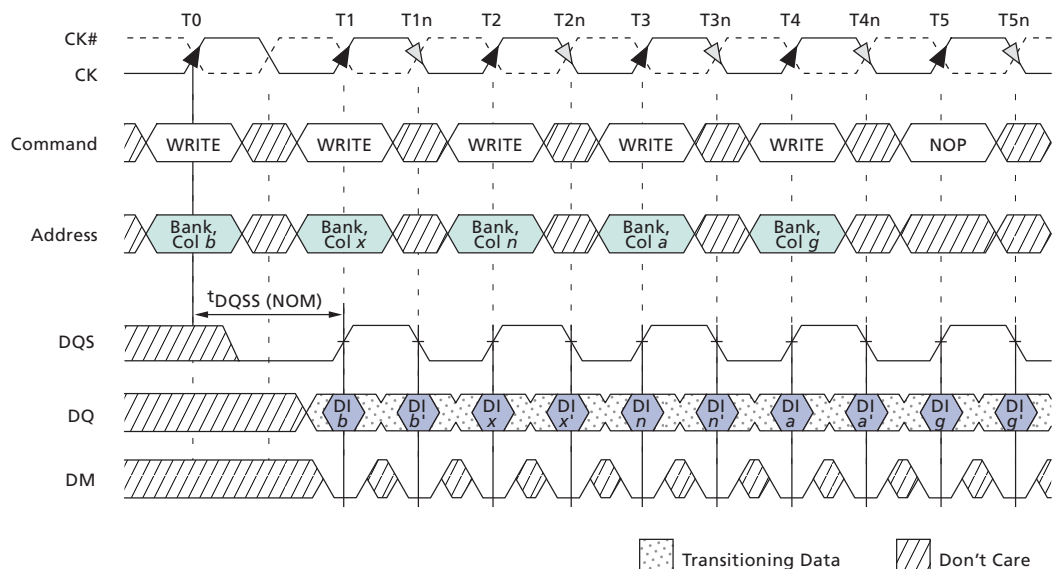 T0 T1 T1n T2 T2n T3 T3n T4 T4n T5 T5n
CK#
CK
Command WRITE WRITE WRITE WRITE WRITE NOP
Address Bank, Col b Bank, Col x Bank, Col n Bank, Col a Bank, Col g
tDQSS (NOM)
DQS
DQ DI b DI b' DI x DI x' DI n DI n' DI a DI a' DI g DI g'
DM
Transitioning Data Don't Care